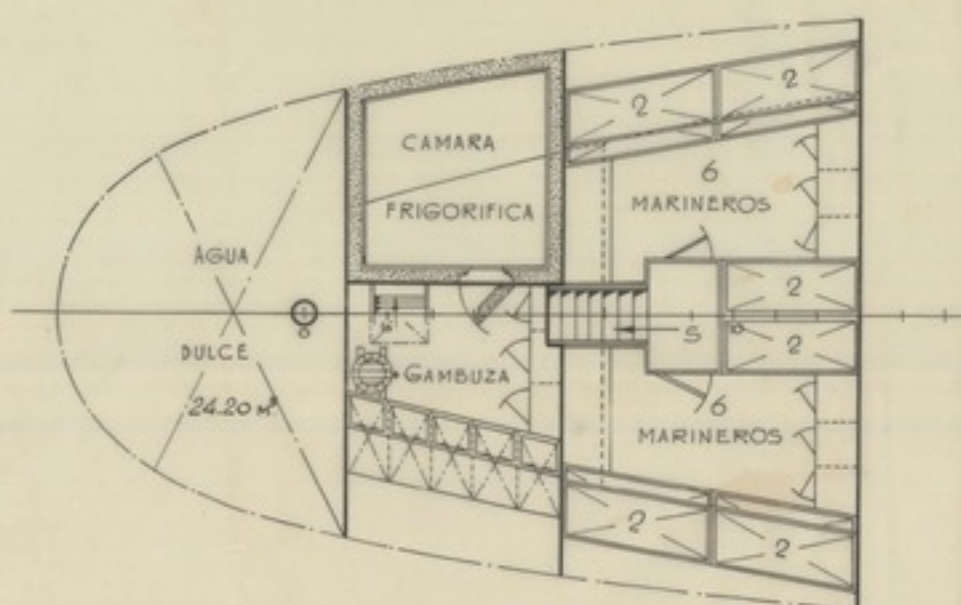 AGUA
DULCE
24.20 M³
CAMARA
FRIGORIFICA
GAMBUZA
2
2
6
MARINEROS
2
2
S
6
MARINEROS
2
2